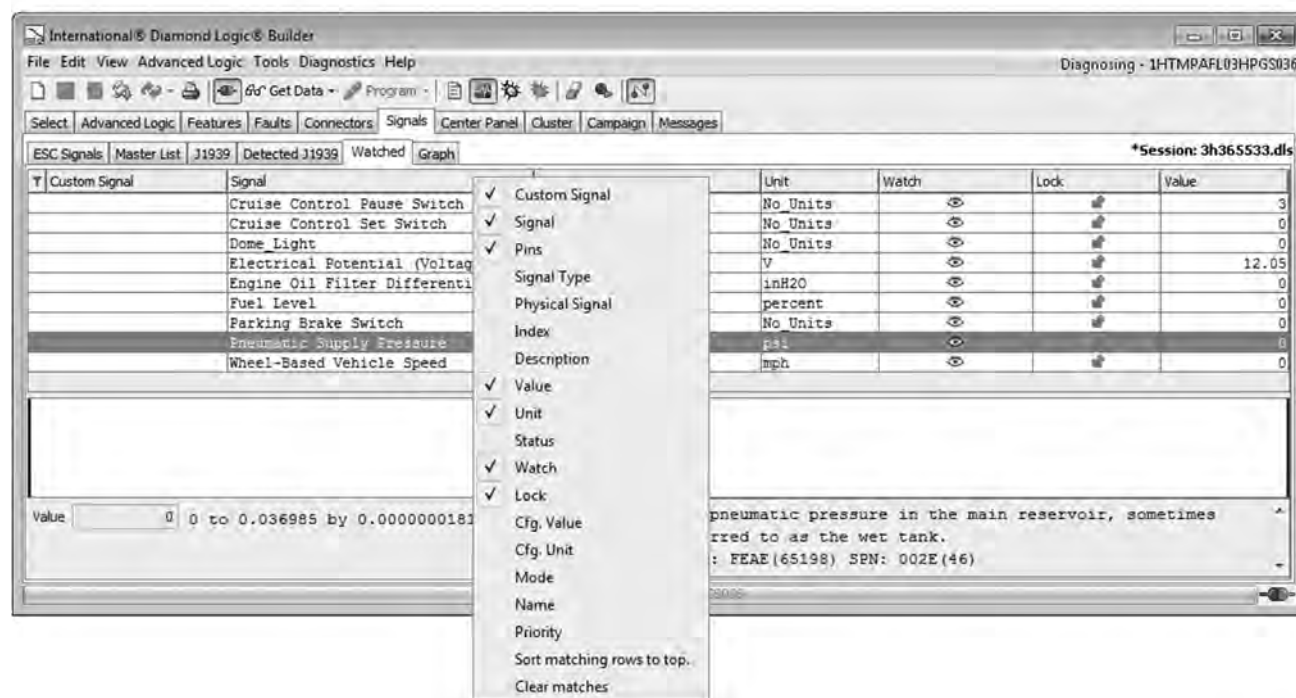 International® Diamond Logic® Builder
File Edit View Advanced Logic Tools Diagnostics Help
Diagnosing - 1HTMPAFL03HPGS036
Get Data Program
Select Advanced Logic Features Faults Connectors Signals Center Panel Cluster Campaign Messages
ESC Signals Master List J1939 Detected J1939 Watched Graph
*Session: 3h365533.dls
Custom Signal Signal Unit Watch Lock Value
Cruise Control Pause Switch No_Units 3
Cruise Control Set Switch No_Units 0
Dome_Light No_Units 0
Electrical Potential (Voltag V 12.05
Engine Oil Filter Differenti inH2O 0
Fuel Level percent 0
Parking Brake Switch No_Units 0
Pneumatic Supply Pressure psi 0
Wheel-Based Vehicle Speed mph 0
✓ Custom Signal
✓ Signal
✓ Pins
Signal Type
Physical Signal
Index
Description
✓ Value
✓ Unit
Status
✓ Watch
✓ Lock
Cfg. Value
Cfg. Unit
Mode
Name
Priority
Sort matching rows to top.
Clear matches
Value 0 0 to 0.036985 by 0.0000000181
pneumatic pressure in the main reservoir, sometimes
rred to as the wet tank.
: FEAE(65198) SPN: 002E(46)